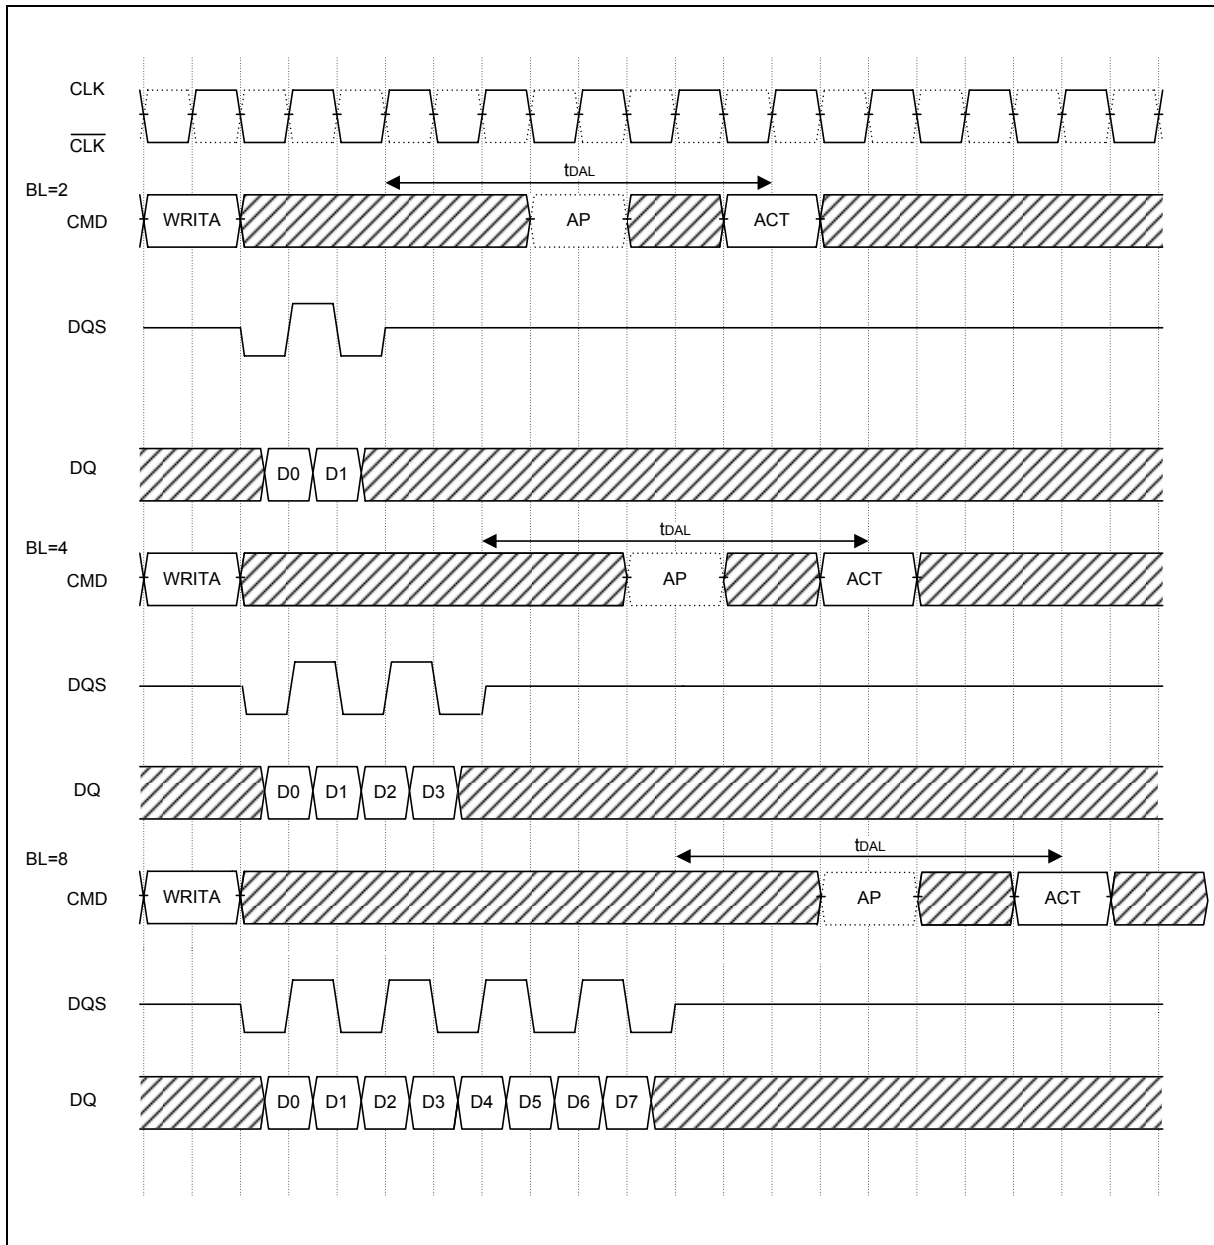 CLK
CLK
BL=2
tDAL
CMD WRITA AP ACT
DQS
DQ D0 D1
BL=4
tDAL
CMD WRITA AP ACT
DQS
DQ D0 D1 D2 D3
BL=8
tDAL
CMD WRITA AP ACT
DQS
DQ D0 D1 D2 D3 D4 D5 D6 D7